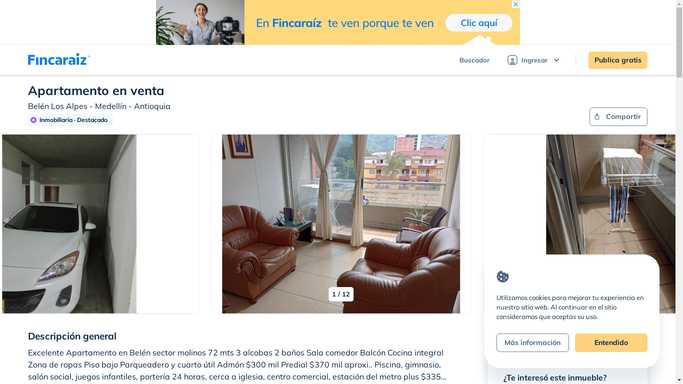 En Fincaraíz te ven porque te ven
Clic aquí
Fincaraíz
Buscador
Ingresar
Publica gratis
Apartamento en venta
Belén Los Alpes - Medellín - Antioquia
Inmobiliaria · Destacado
Compartir
1 / 12
Utilizamos cookies para mejorar tu experiencia en
nuestro sitio web. Al continuar en el sitio
consideramos que aceptas su uso.
Más información
Entendido
Descripción general
Excelente Apartamento en Belén sector molinos 72 mts 3 alcobas 2 baños Sala comedor Balcón Cocina integral
Zona de ropas Piso bajo Parqueadero y cuarto útil Admón $300 mil Predial $370 mil aproxi.. Piscina, gimnasio,
salón social, juegos infantiles, portería 24 horas, cerca a iglesia, centro comercial, estación del metro plus $335...
¿Te interesó este inmueble?